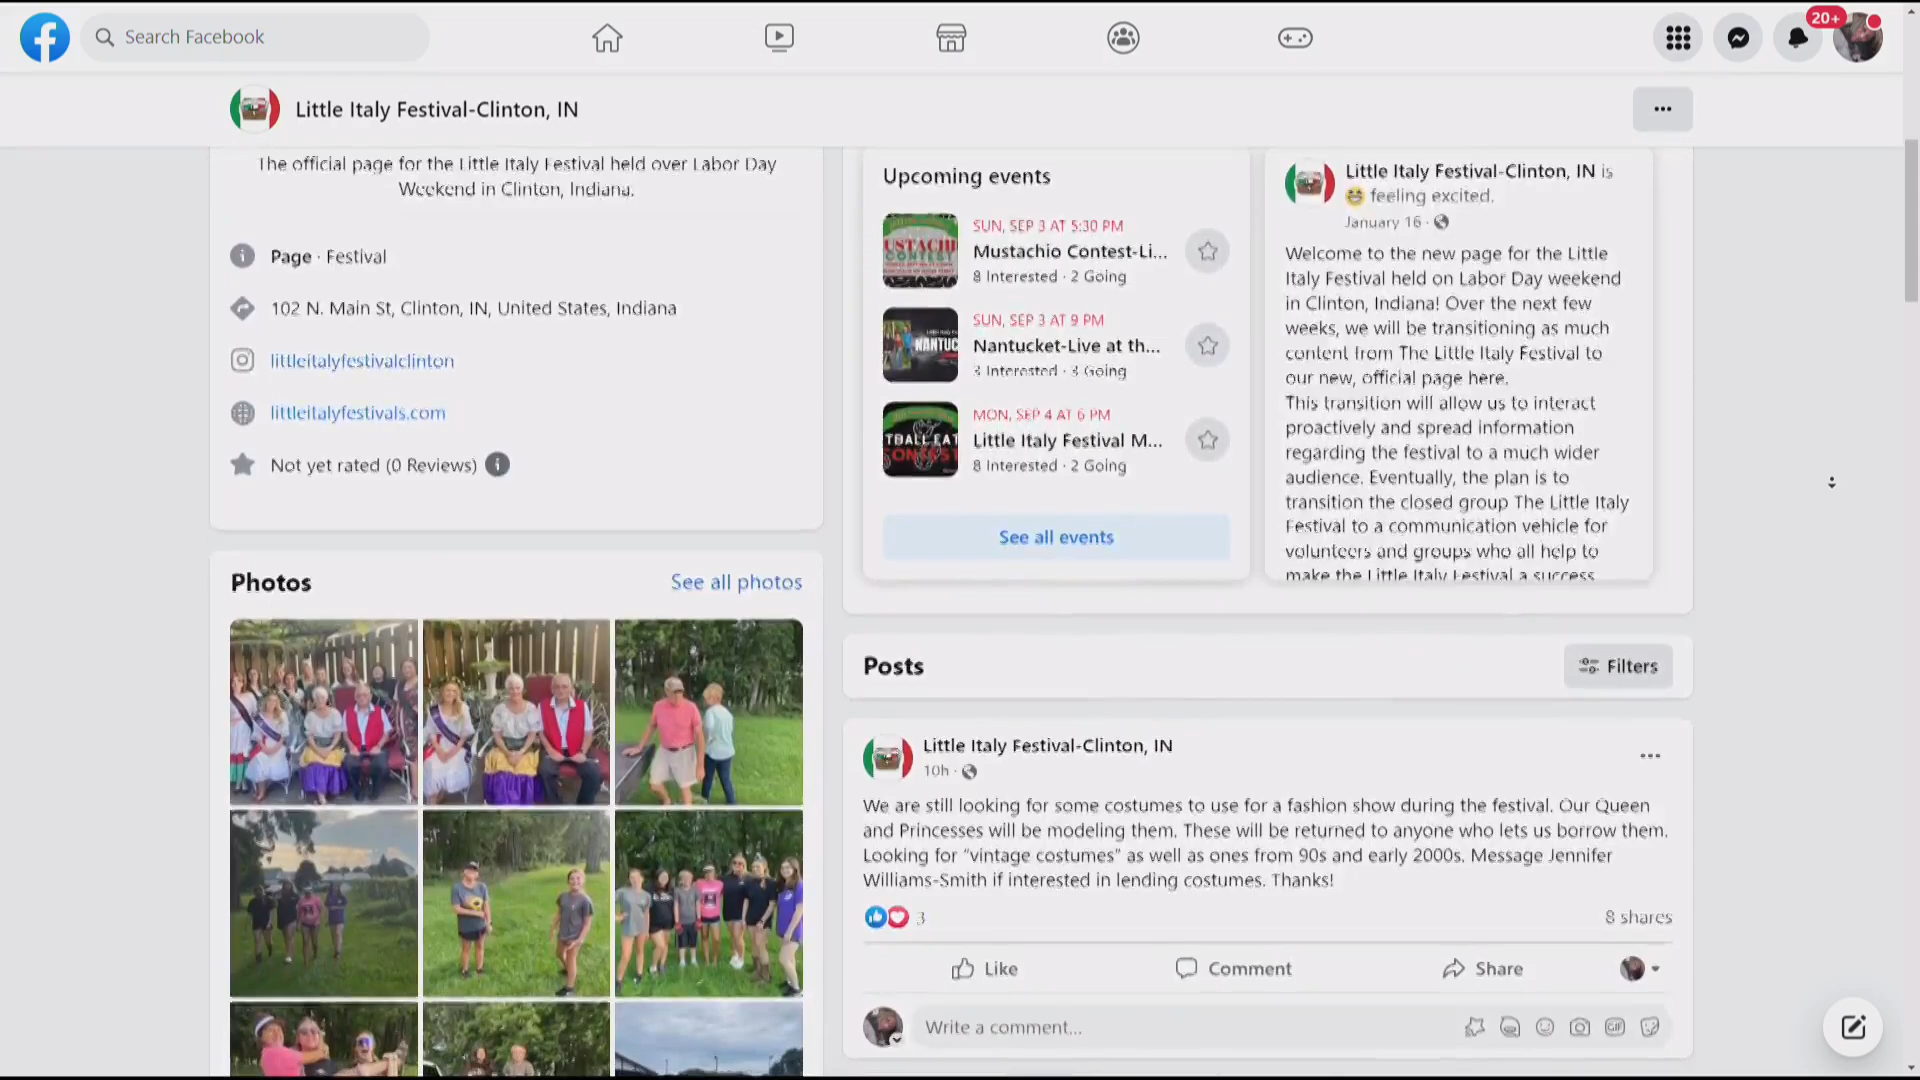 Search Facebook
20+
Little Italy Festival-Clinton, IN
The official page for the Little Italy Festival held over Labor Day
Weekend in Clinton, Indiana.
Page · Festival
102 N. Main St, Clinton, IN, United States, Indiana
littleitalyfestivalclinton
littleitalyfestivals.com
Not yet rated (0 Reviews)
Photos
See all photos
Upcoming events
SUN, SEP 3 AT 5:30 PM
Mustachio Contest-Li...
8 Interested · 2 Going
SUN, SEP 3 AT 9 PM
Nantucket-Live at th...
3 Interested · 3 Going
NANTUC
MON, SEP 4 AT 6 PM
Little Italy Festival M...
8 Interested · 2 Going
TBALL EAT
See all events
Little Italy Festival-Clinton, IN is
feeling excited.
January 16 ·
Welcome to the new page for the Little
Italy Festival held on Labor Day weekend
in Clinton, Indiana! Over the next few
weeks, we will be transitioning as much
content from The Little Italy Festival to
our new, official page here.
This transition will allow us to interact
proactively and spread information
regarding the festival to a much wider
audience. Eventually, the plan is to
transition the closed group The Little Italy
Festival to a communication vehicle for
volunteers and groups who all help to
make the Little Italy Festival a success
Posts
Filters
Little Italy Festival-Clinton, IN
10h ·
We are still looking for some costumes to use for a fashion show during the festival. Our Queen
and Princesses will be modeling them. These will be returned to anyone who lets us borrow them.
Looking for “vintage costumes” as well as ones from 90s and early 2000s. Message Jennifer
Williams-Smith if interested in lending costumes. Thanks!
3
8 shares
Like
Comment
Share
Write a comment...
GIF